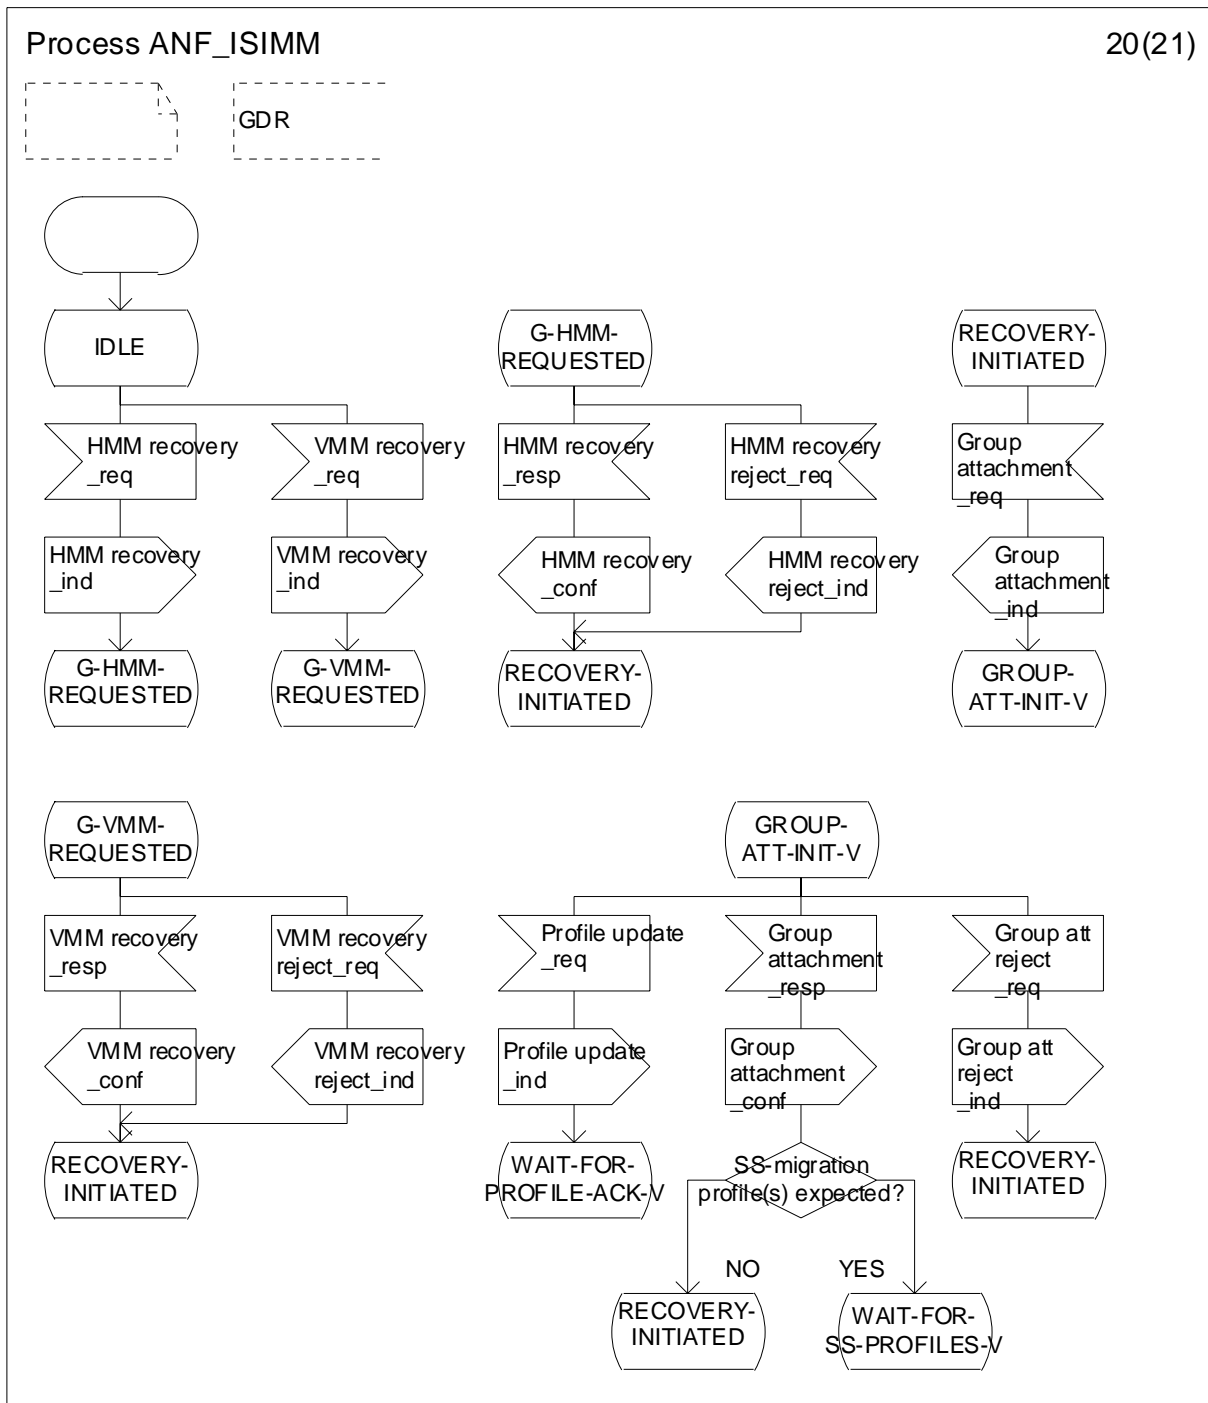 Process ANF_ISIMM
20(21)
GDR
IDLE
G-HMM-
REQUESTED
RECOVERY-
INITIATED
HMM recovery
_req
VMM recovery
_req
HMM recovery
_resp
HMM recovery
reject_req
Group
attachment
_req
HMM recovery
_ind
VMM recovery
_ind
HMM recovery
_conf
HMM recovery
reject_ind
Group
attachment
_ind
G-HMM-
REQUESTED
G-VMM-
REQUESTED
RECOVERY-
INITIATED
GROUP-
ATT-INIT-V
G-VMM-
REQUESTED
GROUP-
ATT-INIT-V
VMM recovery
_resp
VMM recovery
reject_req
Profile update
_req
Group
attachment
_resp
Group att
reject
_req
VMM recovery
_conf
VMM recovery
reject_ind
Profile update
_ind
Group
attachment
_conf
Group att
reject
_ind
RECOVERY-
INITIATED
WAIT-FOR-
PROFILE-ACK-V
SS-migration
profile(s) expected?
RECOVERY-
INITIATED
NO
YES
RECOVERY-
INITIATED
WAIT-FOR-
SS-PROFILES-V